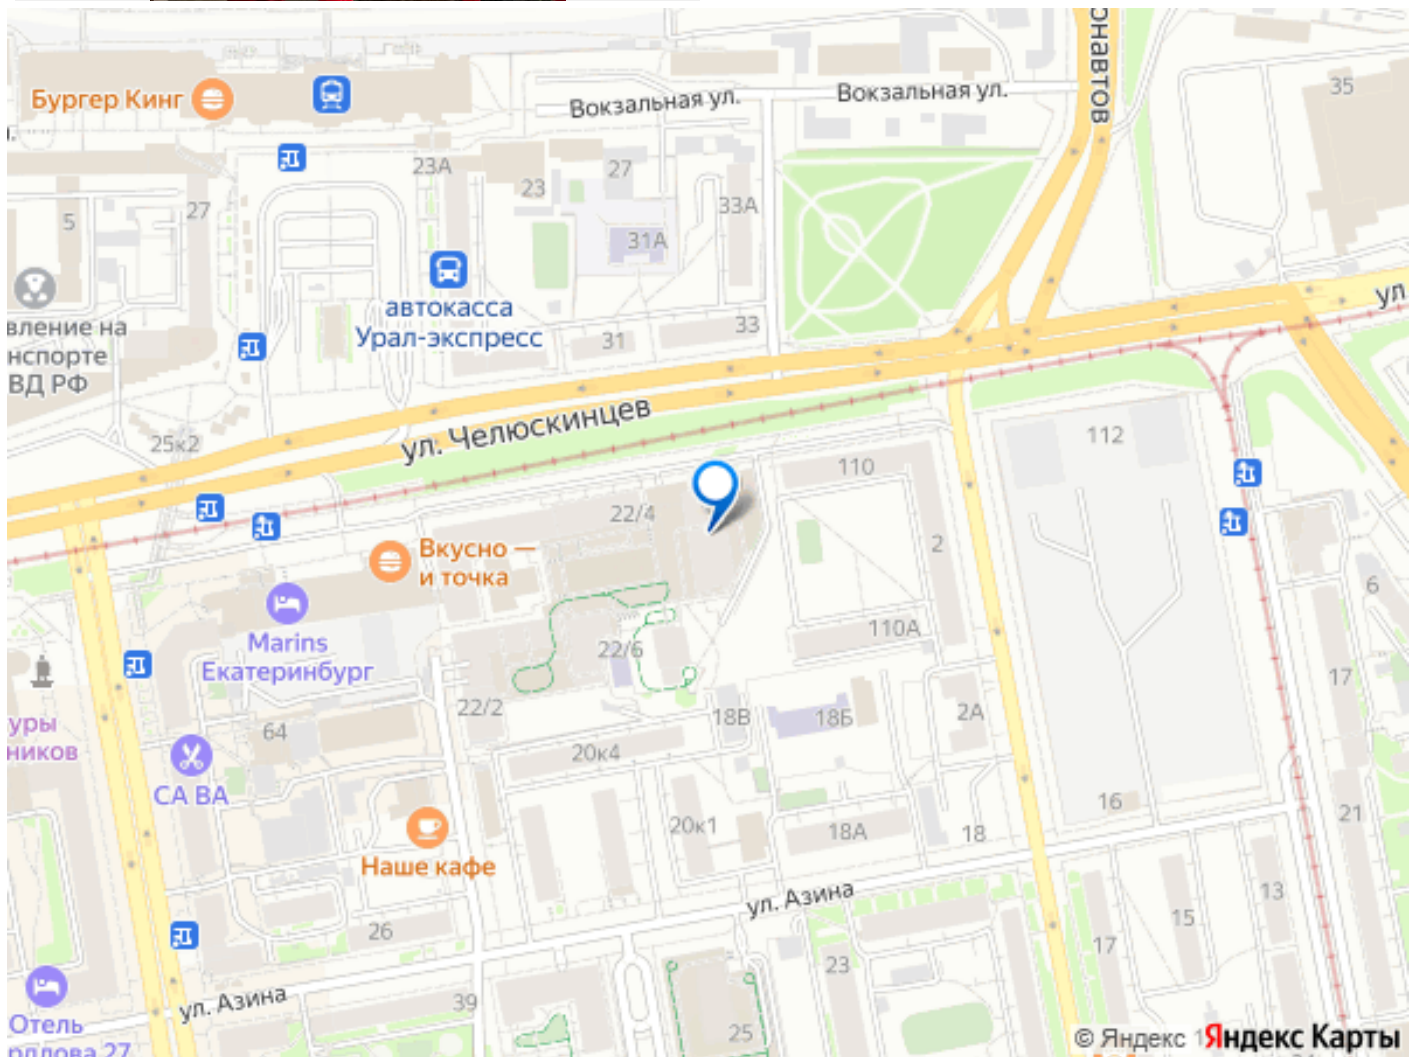 онавтов
Бургер Кинг
Вокзальная ул.
Вокзальная ул.
35
23А
27
23
33А
5
27
31А
автокасса
Урал-экспресс
вление на
нспорте
ВД РФ
31
33
ул
ул. Челюскинцев
25к2
112
110
22/4
Вкусно —
и точка
2
6
Marins
Екатеринбург
22/6
110А
17
уры
ников
22/2
18В
18Б
2А
64
20к4
СА ВА
16
21
20к1
18А
18
Наше кафе
ул. Азина
13
26
15
17
23
ул. Азина
39
25
Отель
рдлова 27
© Яндекс
Яндекс Карты